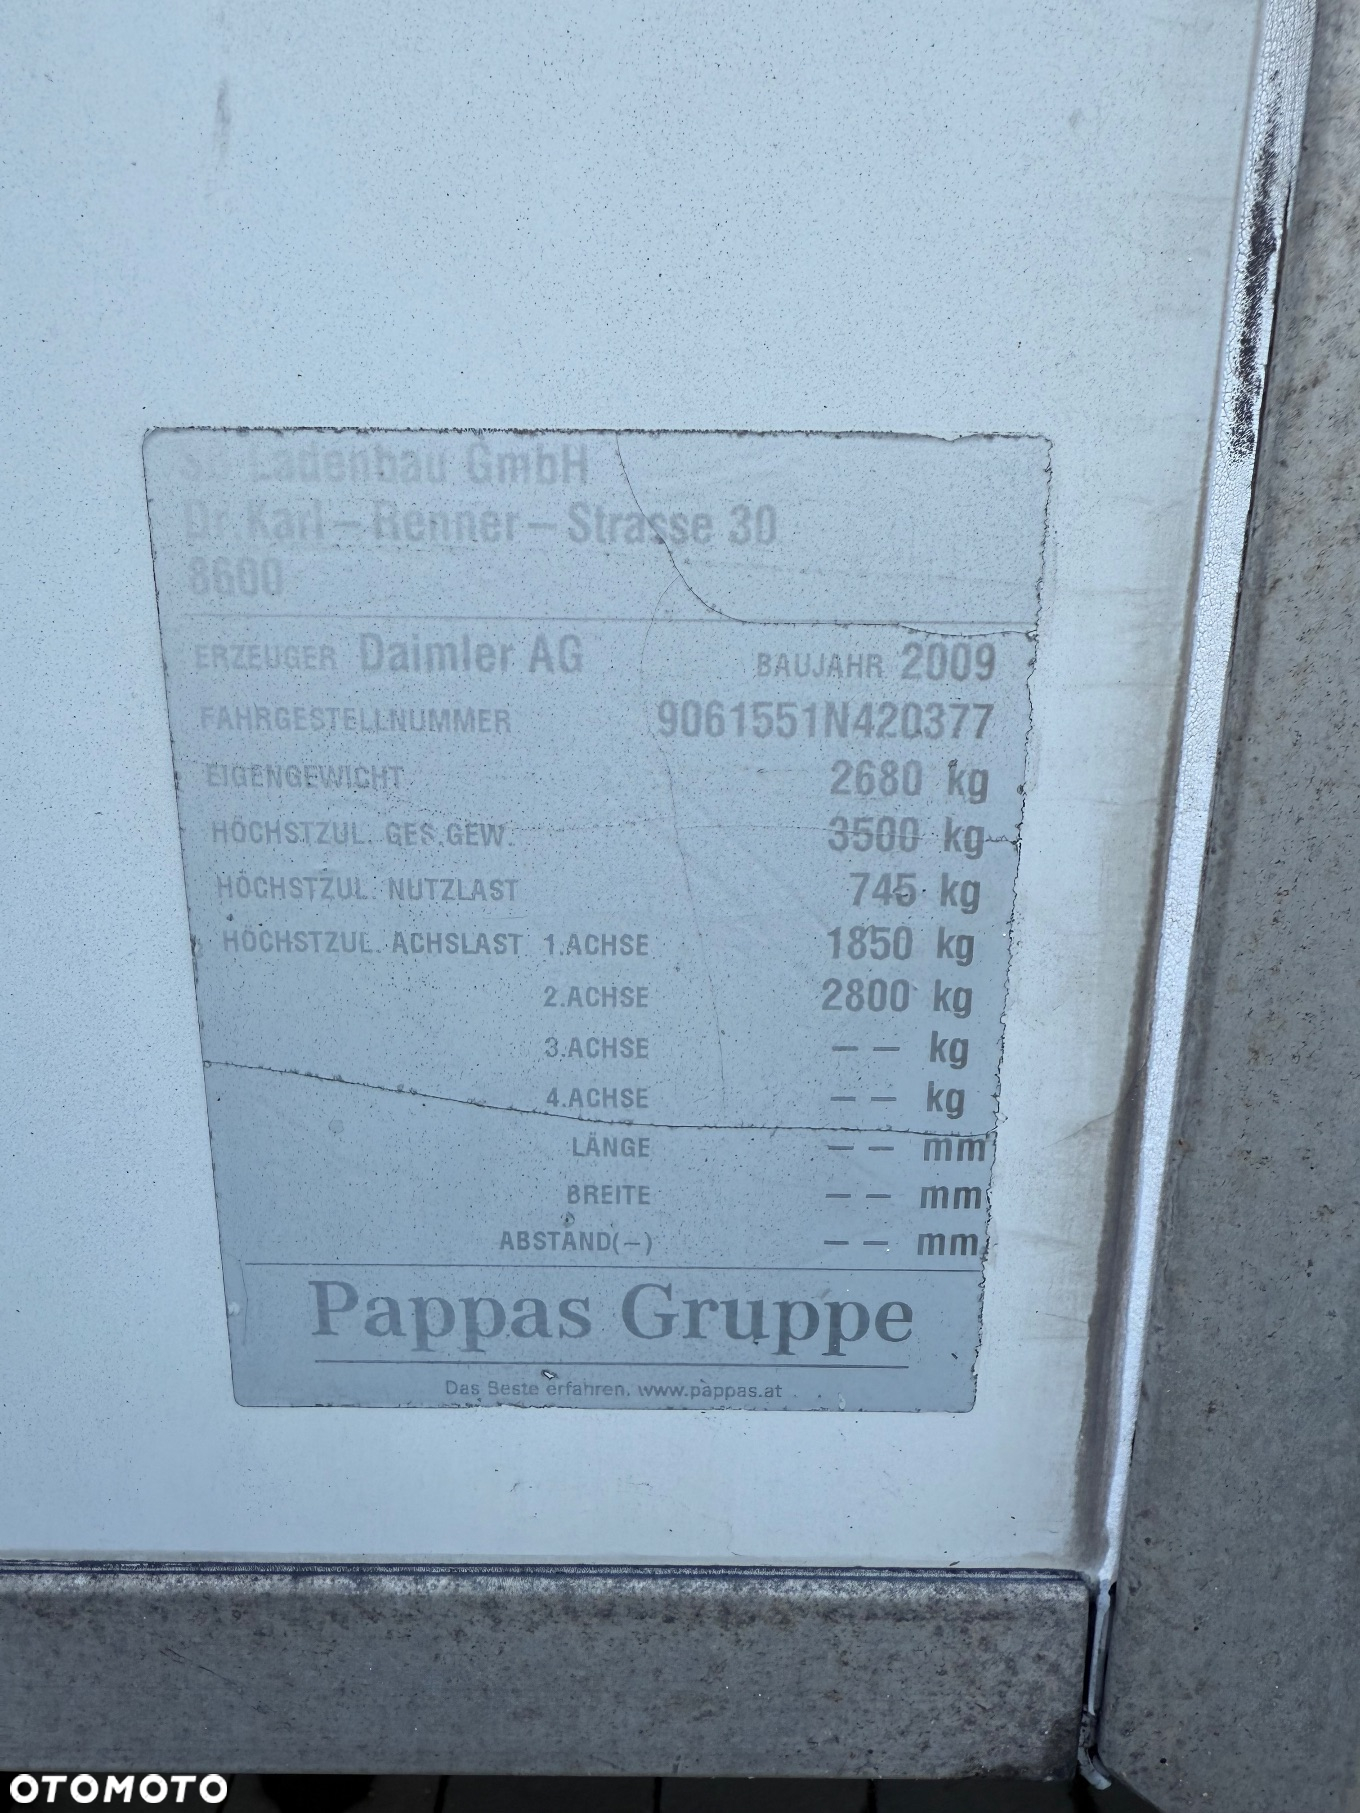 Ladenbau GmbH
Dr.Karl-Renner-Strasse 30
8600
ERZEUGER Daimler AG BAUJAHR 2009
FAHRGESTELLNUMMER 9061551N420377
EIGENGEWICHT 2680 kg
HÖCHSTZUL. GES.GEW. 3500 kg
HÖCHSTZUL. NUTZLAST 745 kg
HÖCHSTZUL. ACHSLAST 1.ACHSE 1850 kg
2.ACHSE 2800 kg
3.ACHSE -- kg
4.ACHSE -- kg
LÄNGE -- mm
BREITE -- mm
ABSTAND(-) -- mm
Pappas Gruppe
Das Beste erfahren. www.pappas.at
OTOMOTO